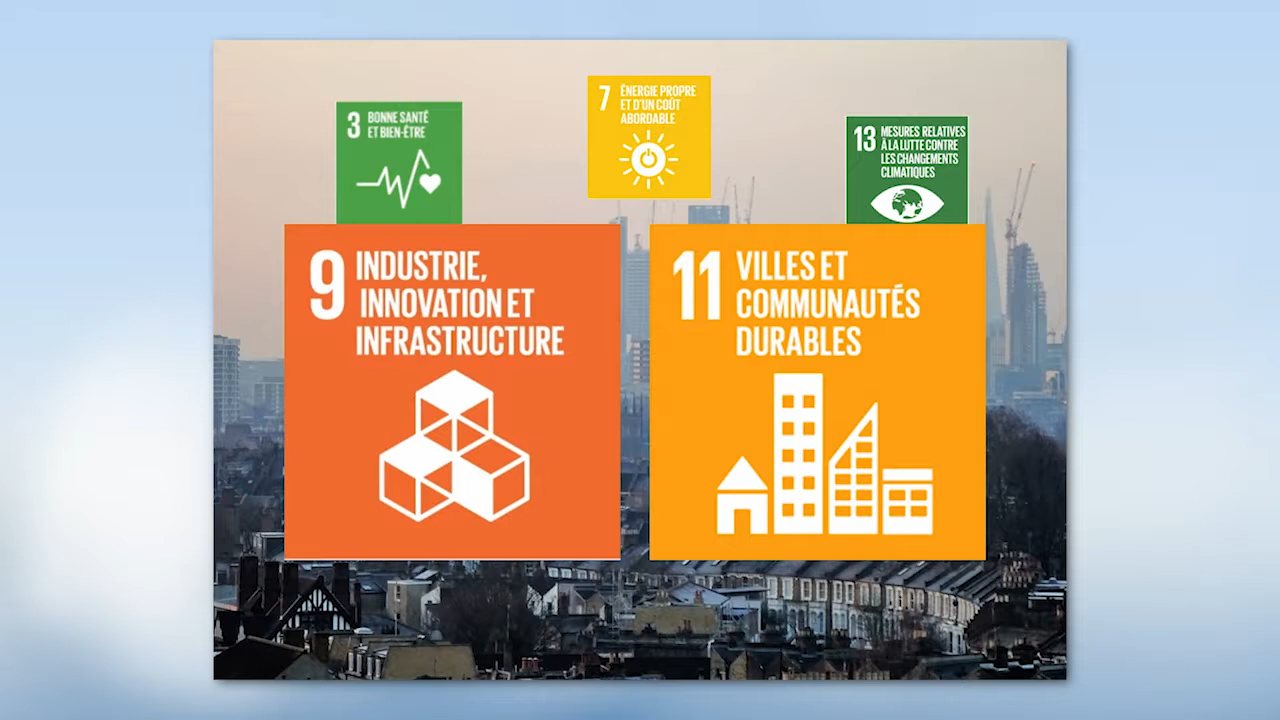 3 BONNE SANTÉ
ET BIEN-ÊTRE
7 ÉNERGIE PROPRE
ET D'UN COÛT
ABORDABLE
13 MESURES RELATIVES
À LA LUTTE CONTRE
LES CHANGEMENTS
CLIMATIQUES
9 INDUSTRIE,
INNOVATION ET
INFRASTRUCTURE
11 VILLES ET
COMMUNAUTÉS
DURABLES